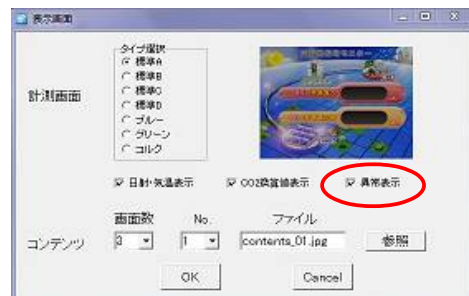 表示画面
タイプ選択
標準A
標準B
標準C
標準D
ブルー
グリーン
コルク
計測画面
日射・気温表示
CO2換算値表示
異常表示
画面数
No.
ファイル
コンテンツ
3
1
contents_01.jpg
参照
OK
Cancel